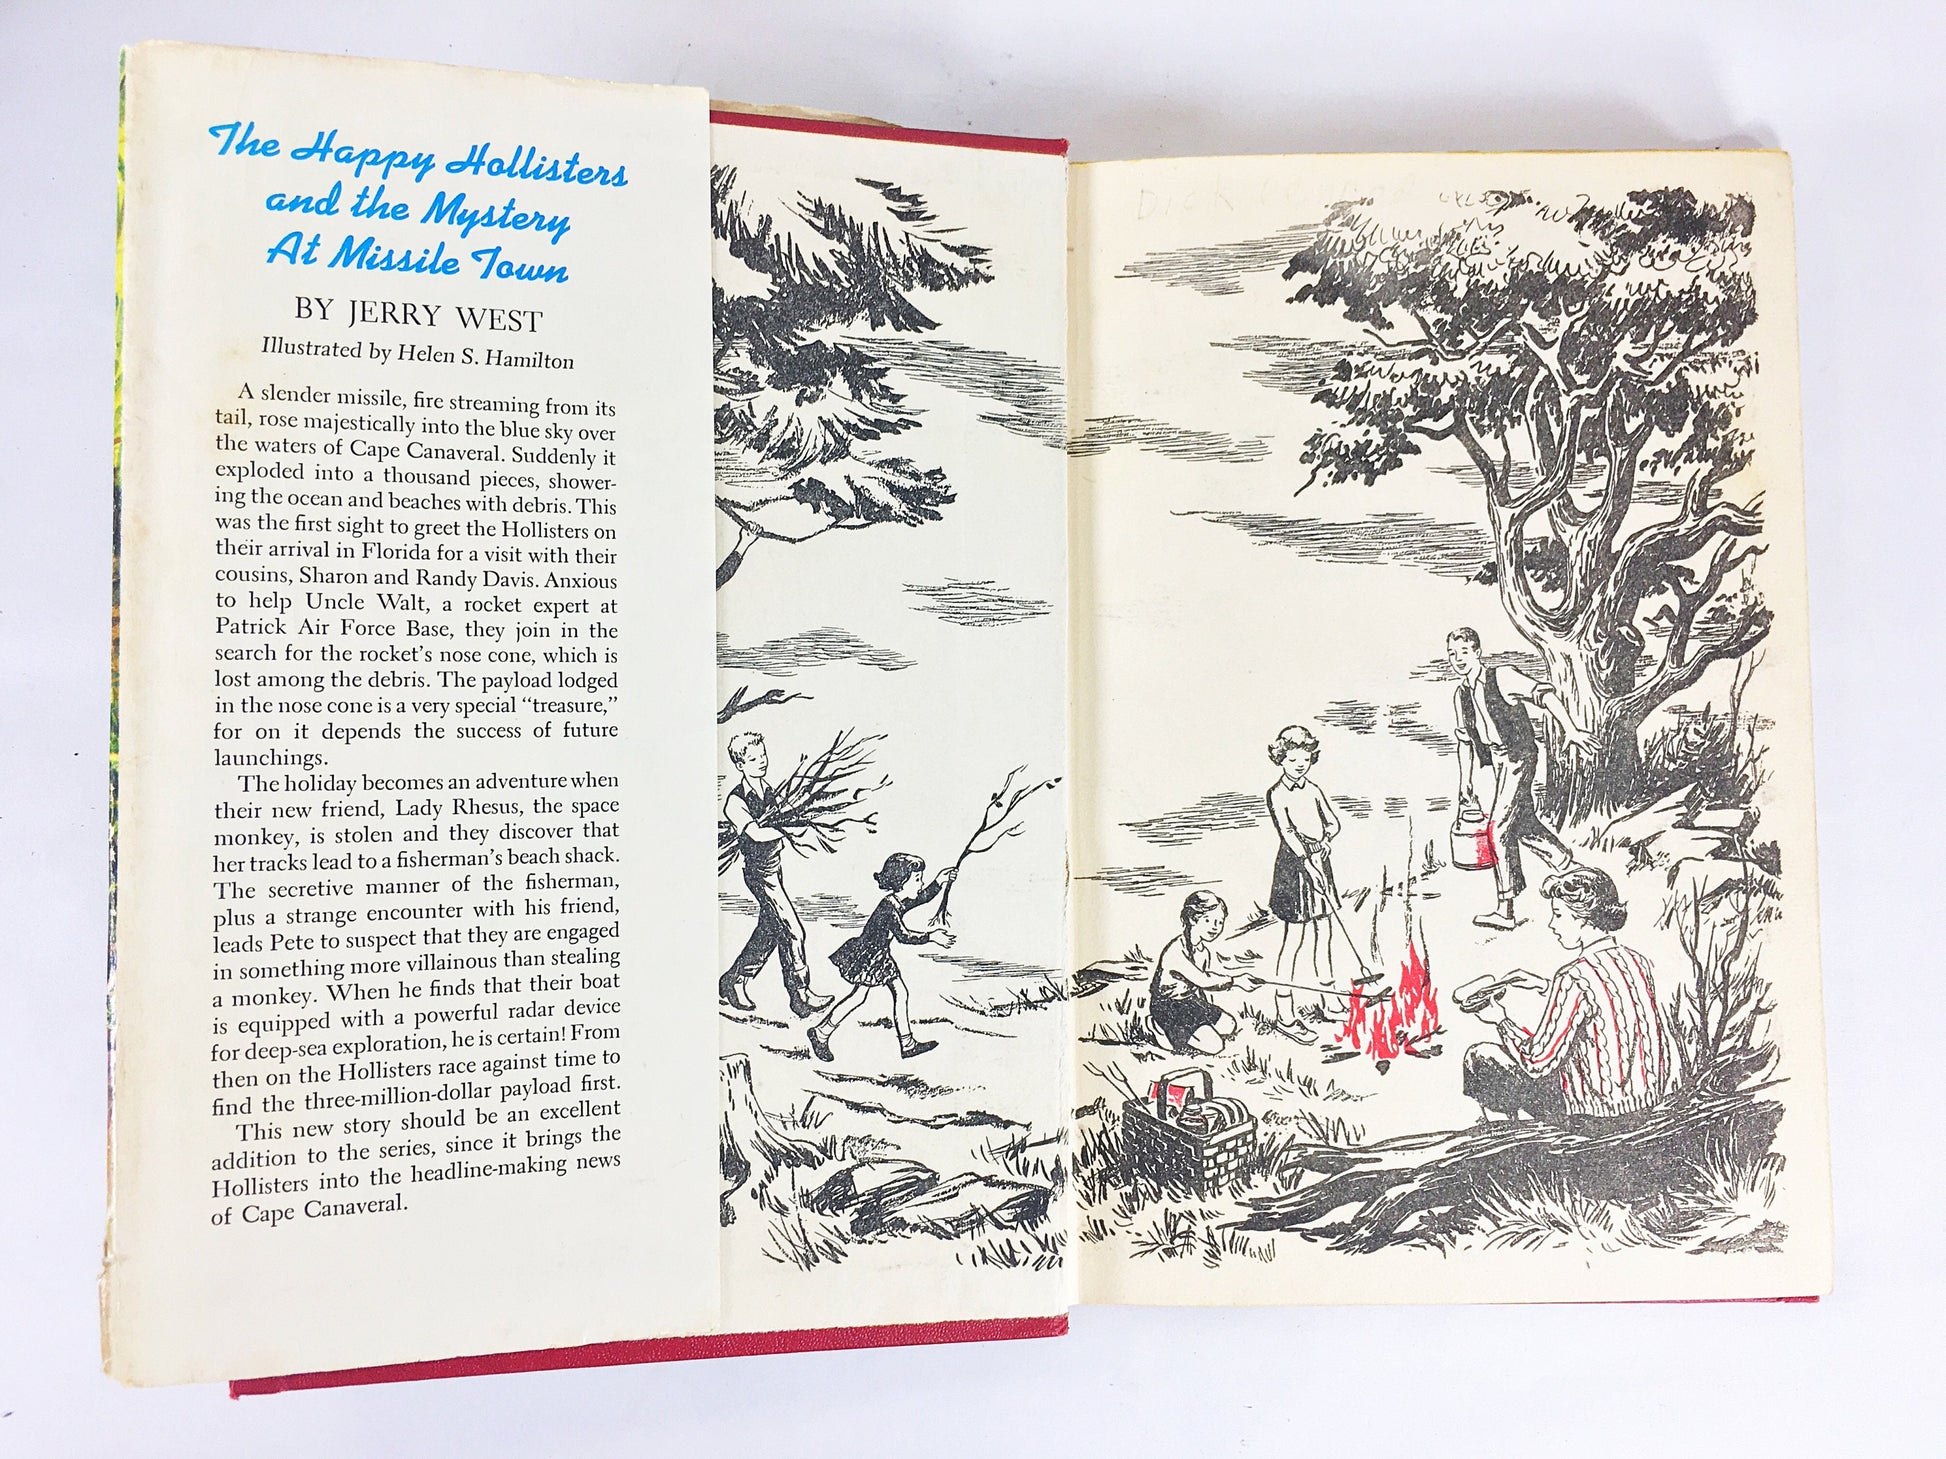 The Happy Hollisters
and the Mystery
At Missile Town
BY JERRY WEST
Illustrated by Helen S. Hamilton
A slender missile, fire streaming from its
tail, rose majestically into the blue sky over
the waters of Cape Canaveral. Suddenly it
exploded into a thousand pieces, shower-
ing the ocean and beaches with debris. This
was the first sight to greet the Hollisters on
their arrival in Florida for a visit with their
cousins, Sharon and Randy Davis. Anxious
to help Uncle Walt, a rocket expert at
Patrick Air Force Base, they join in the
search for the rocket's nose cone, which is
lost among the debris. The payload lodged
in the nose cone is a very special “treasure,”
for on it depends the success of future
launchings.
The holiday becomes an adventure when
their new friend, Lady Rhesus, the space
monkey, is stolen and they discover that
her tracks lead to a fisherman's beach shack.
The secretive manner of the fisherman,
plus a strange encounter with his friend,
leads Pete to suspect that they are engaged
in something more villainous than stealing
a monkey. When he finds that their boat
is equipped with a powerful radar device
for deep-sea exploration, he is certain! From
then on the Hollisters race against time to
find the three-million-dollar payload first.
This new story should be an excellent
addition to the series, since it brings the
Hollisters into the headline-making news
of Cape Canaveral.
Dick